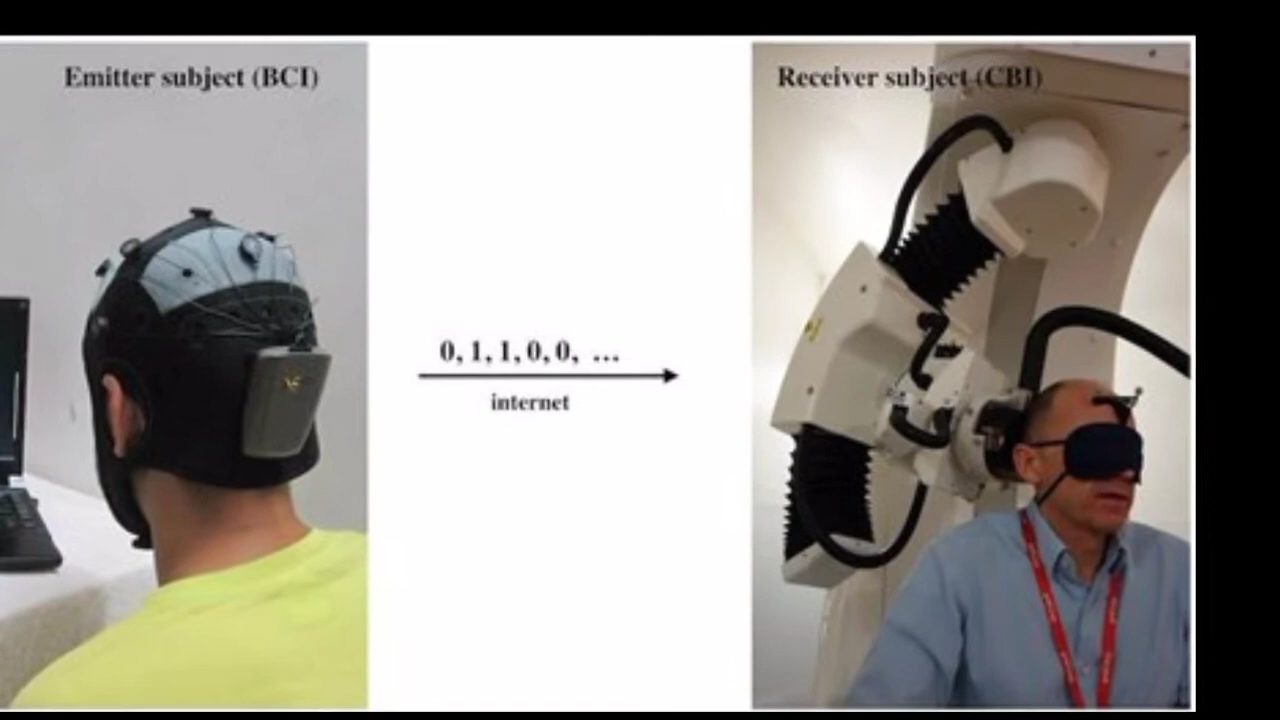 Emitter subject (BCI)
Receiver subject (CBI)
0, 1, 1, 0, 0, ...
internet